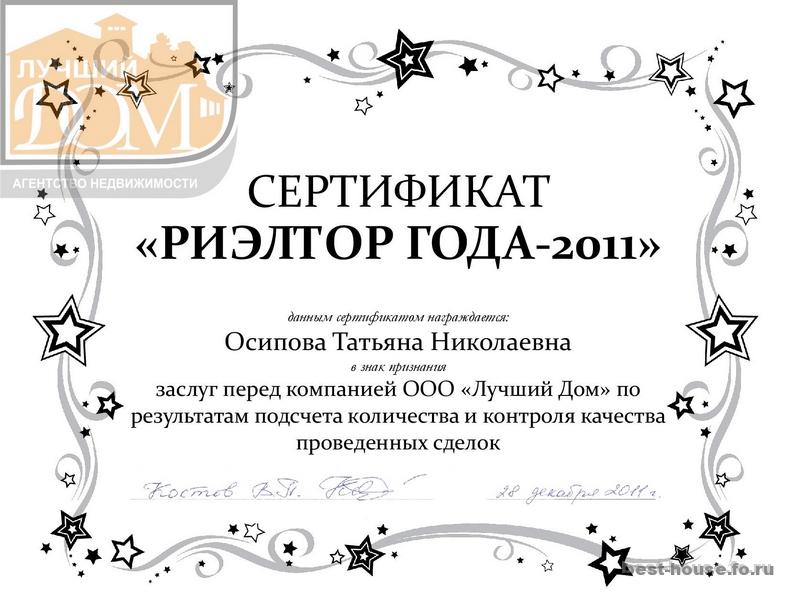 ЛУЧШИЙ
ДОМ
АГЕНТСТВО НЕДВИЖИМОСТИ
СЕРТИФИКАТ
«РИЭЛТОР ГОДА-2011»
данным сертификатом награждается:
Осипова Татьяна Николаевна
в знак признания
заслуг перед компанией ООО «Лучший Дом» по
результатам подсчета количества и контроля качества
проведенных сделок
Костов В.П. 28 декабря 2011 г.
best-house.fo.ru